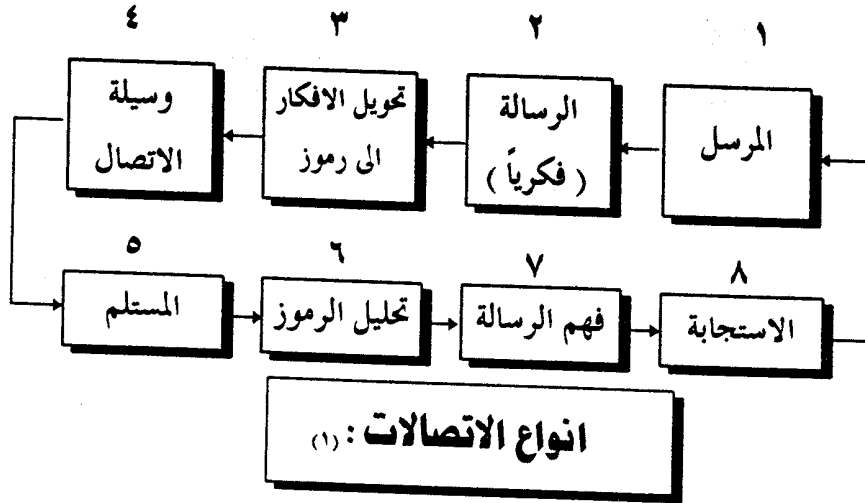 ١
المرسل
٢
الرسالة
( فكرياً )
٣
تحويل الافكار
الى رموز
٤
وسيلة
الاتصال
٥
المستلم
٦
تحليل الرموز
٧
فهم الرسالة
٨
الاستجابة
انواع الاتصالات : (١)